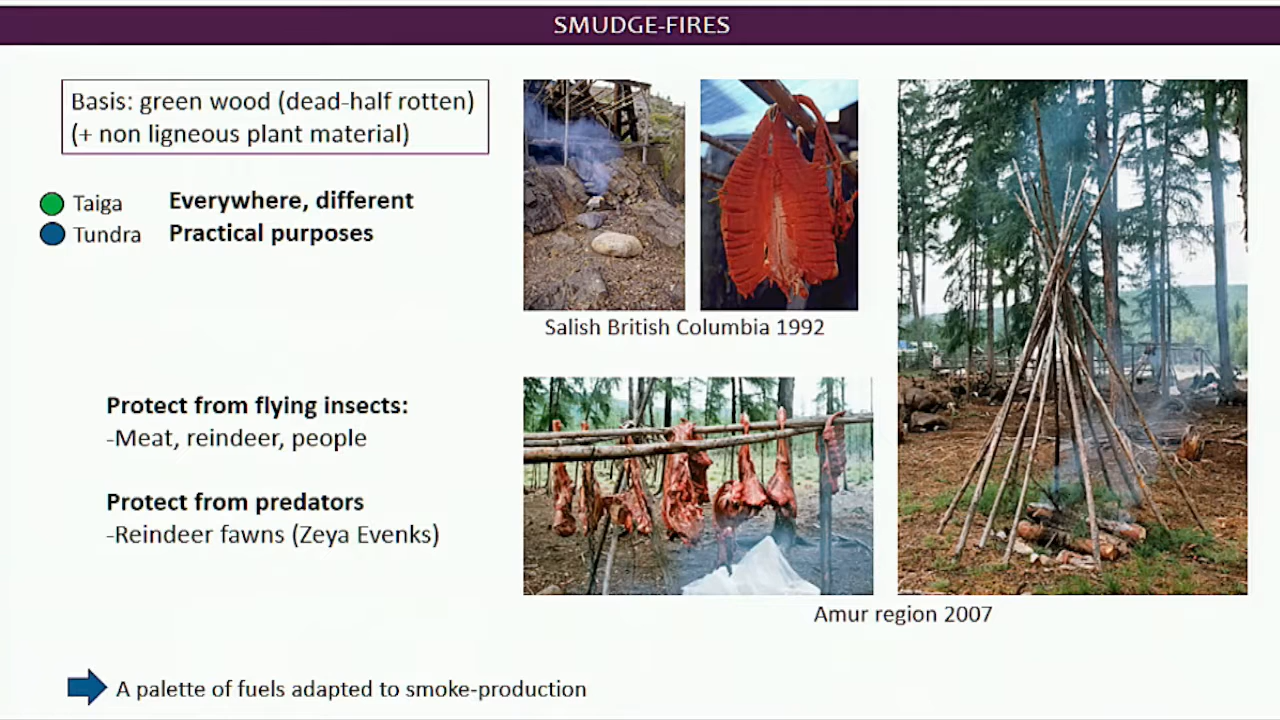 SMUDGE-FIRES
Basis: green wood (dead-half rotten)
(+ non ligneous plant material)
Taiga
Everywhere, different
Tundra
Practical purposes
Salish British Columbia 1992
Protect from flying insects:
-Meat, reindeer, people
Protect from predators
-Reindeer fawns (Zeya Evenks)
Amur region 2007
A palette of fuels adapted to smoke-production